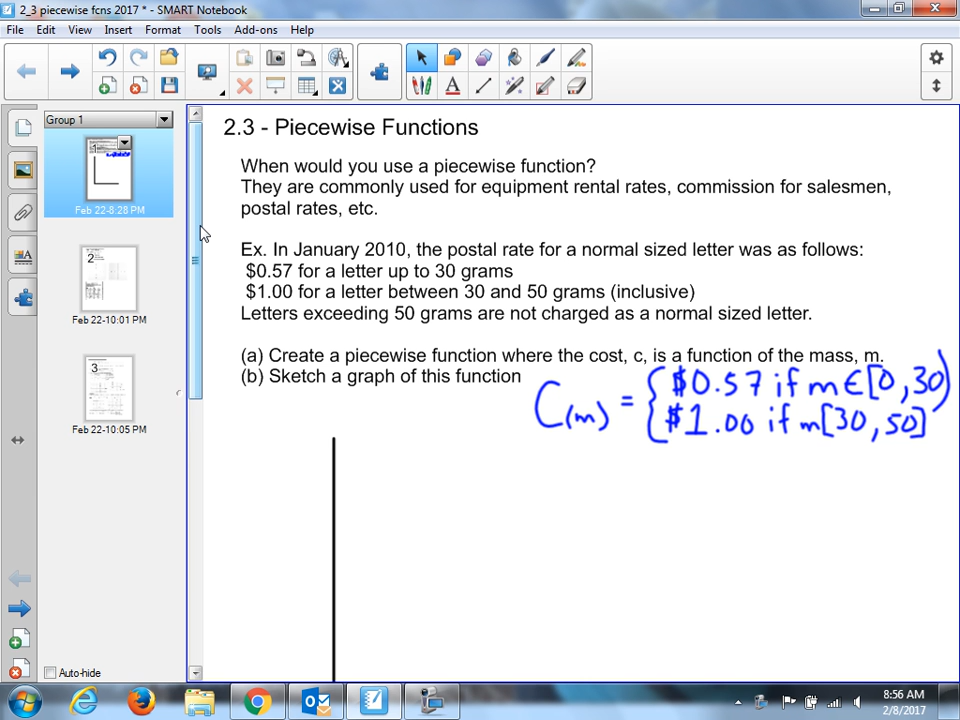 2_3 piecewise fcns 2017 * - SMART Notebook
File Edit View Insert Format Tools Add-ons Help
Group 1
1
Feb 22-8:28 PM
2
Feb 22-10:01 PM
3
Feb 22-10:05 PM
Auto-hide
2.3 - Piecewise Functions
When would you use a piecewise function?
They are commonly used for equipment rental rates, commission for salesmen,
postal rates, etc.
Ex. In January 2010, the postal rate for a normal sized letter was as follows:
$0.57 for a letter up to 30 grams
$1.00 for a letter between 30 and 50 grams (inclusive)
Letters exceeding 50 grams are not charged as a normal sized letter.
(a) Create a piecewise function where the cost, c, is a function of the mass, m.
(b) Sketch a graph of this function
C(m) = { $0.57 if m ∈ [0, 30)
$1.00 if m [30, 50]
8:56 AM
2/8/2017